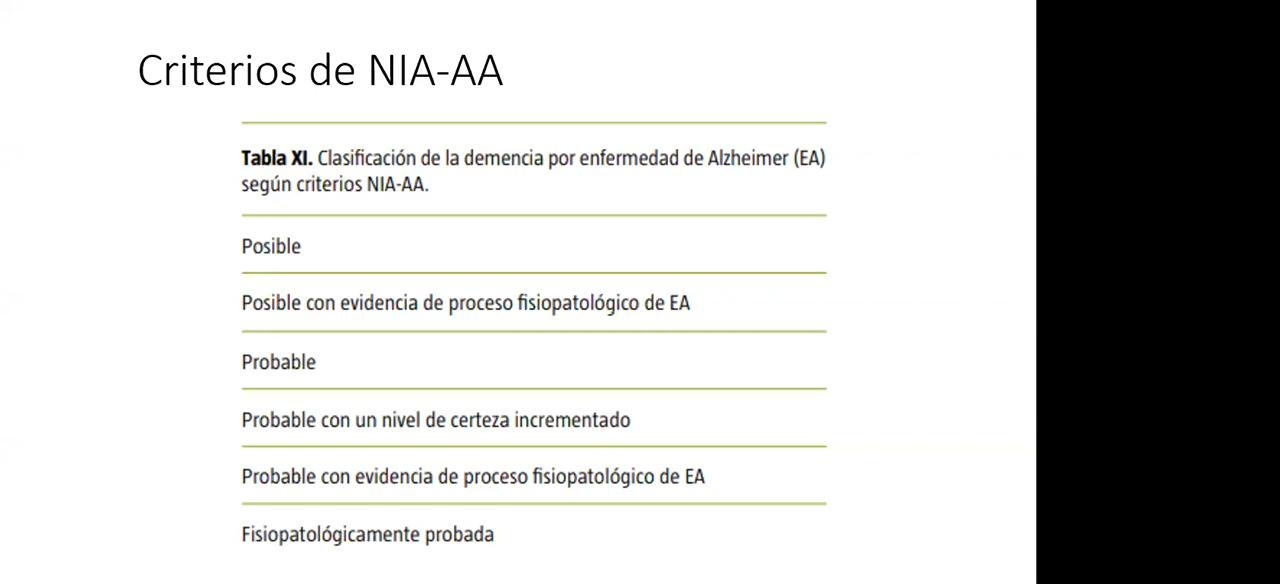 Criterios de NIA-AA
Tabla XI. Clasificación de la demencia por enfermedad de Alzheimer (EA)
según criterios NIA-AA.
Posible
Posible con evidencia de proceso fisiopatológico de EA
Probable
Probable con un nivel de certeza incrementado
Probable con evidencia de proceso fisiopatológico de EA
Fisiopatológicamente probada